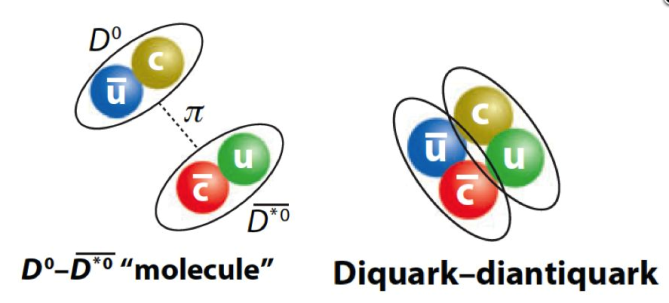 D⁰
c
u̅
π
u
c̅
D̅*⁰
D⁰–D̅*⁰ “molecule”
c
u̅
u
c̅
Diquark–diantiquark